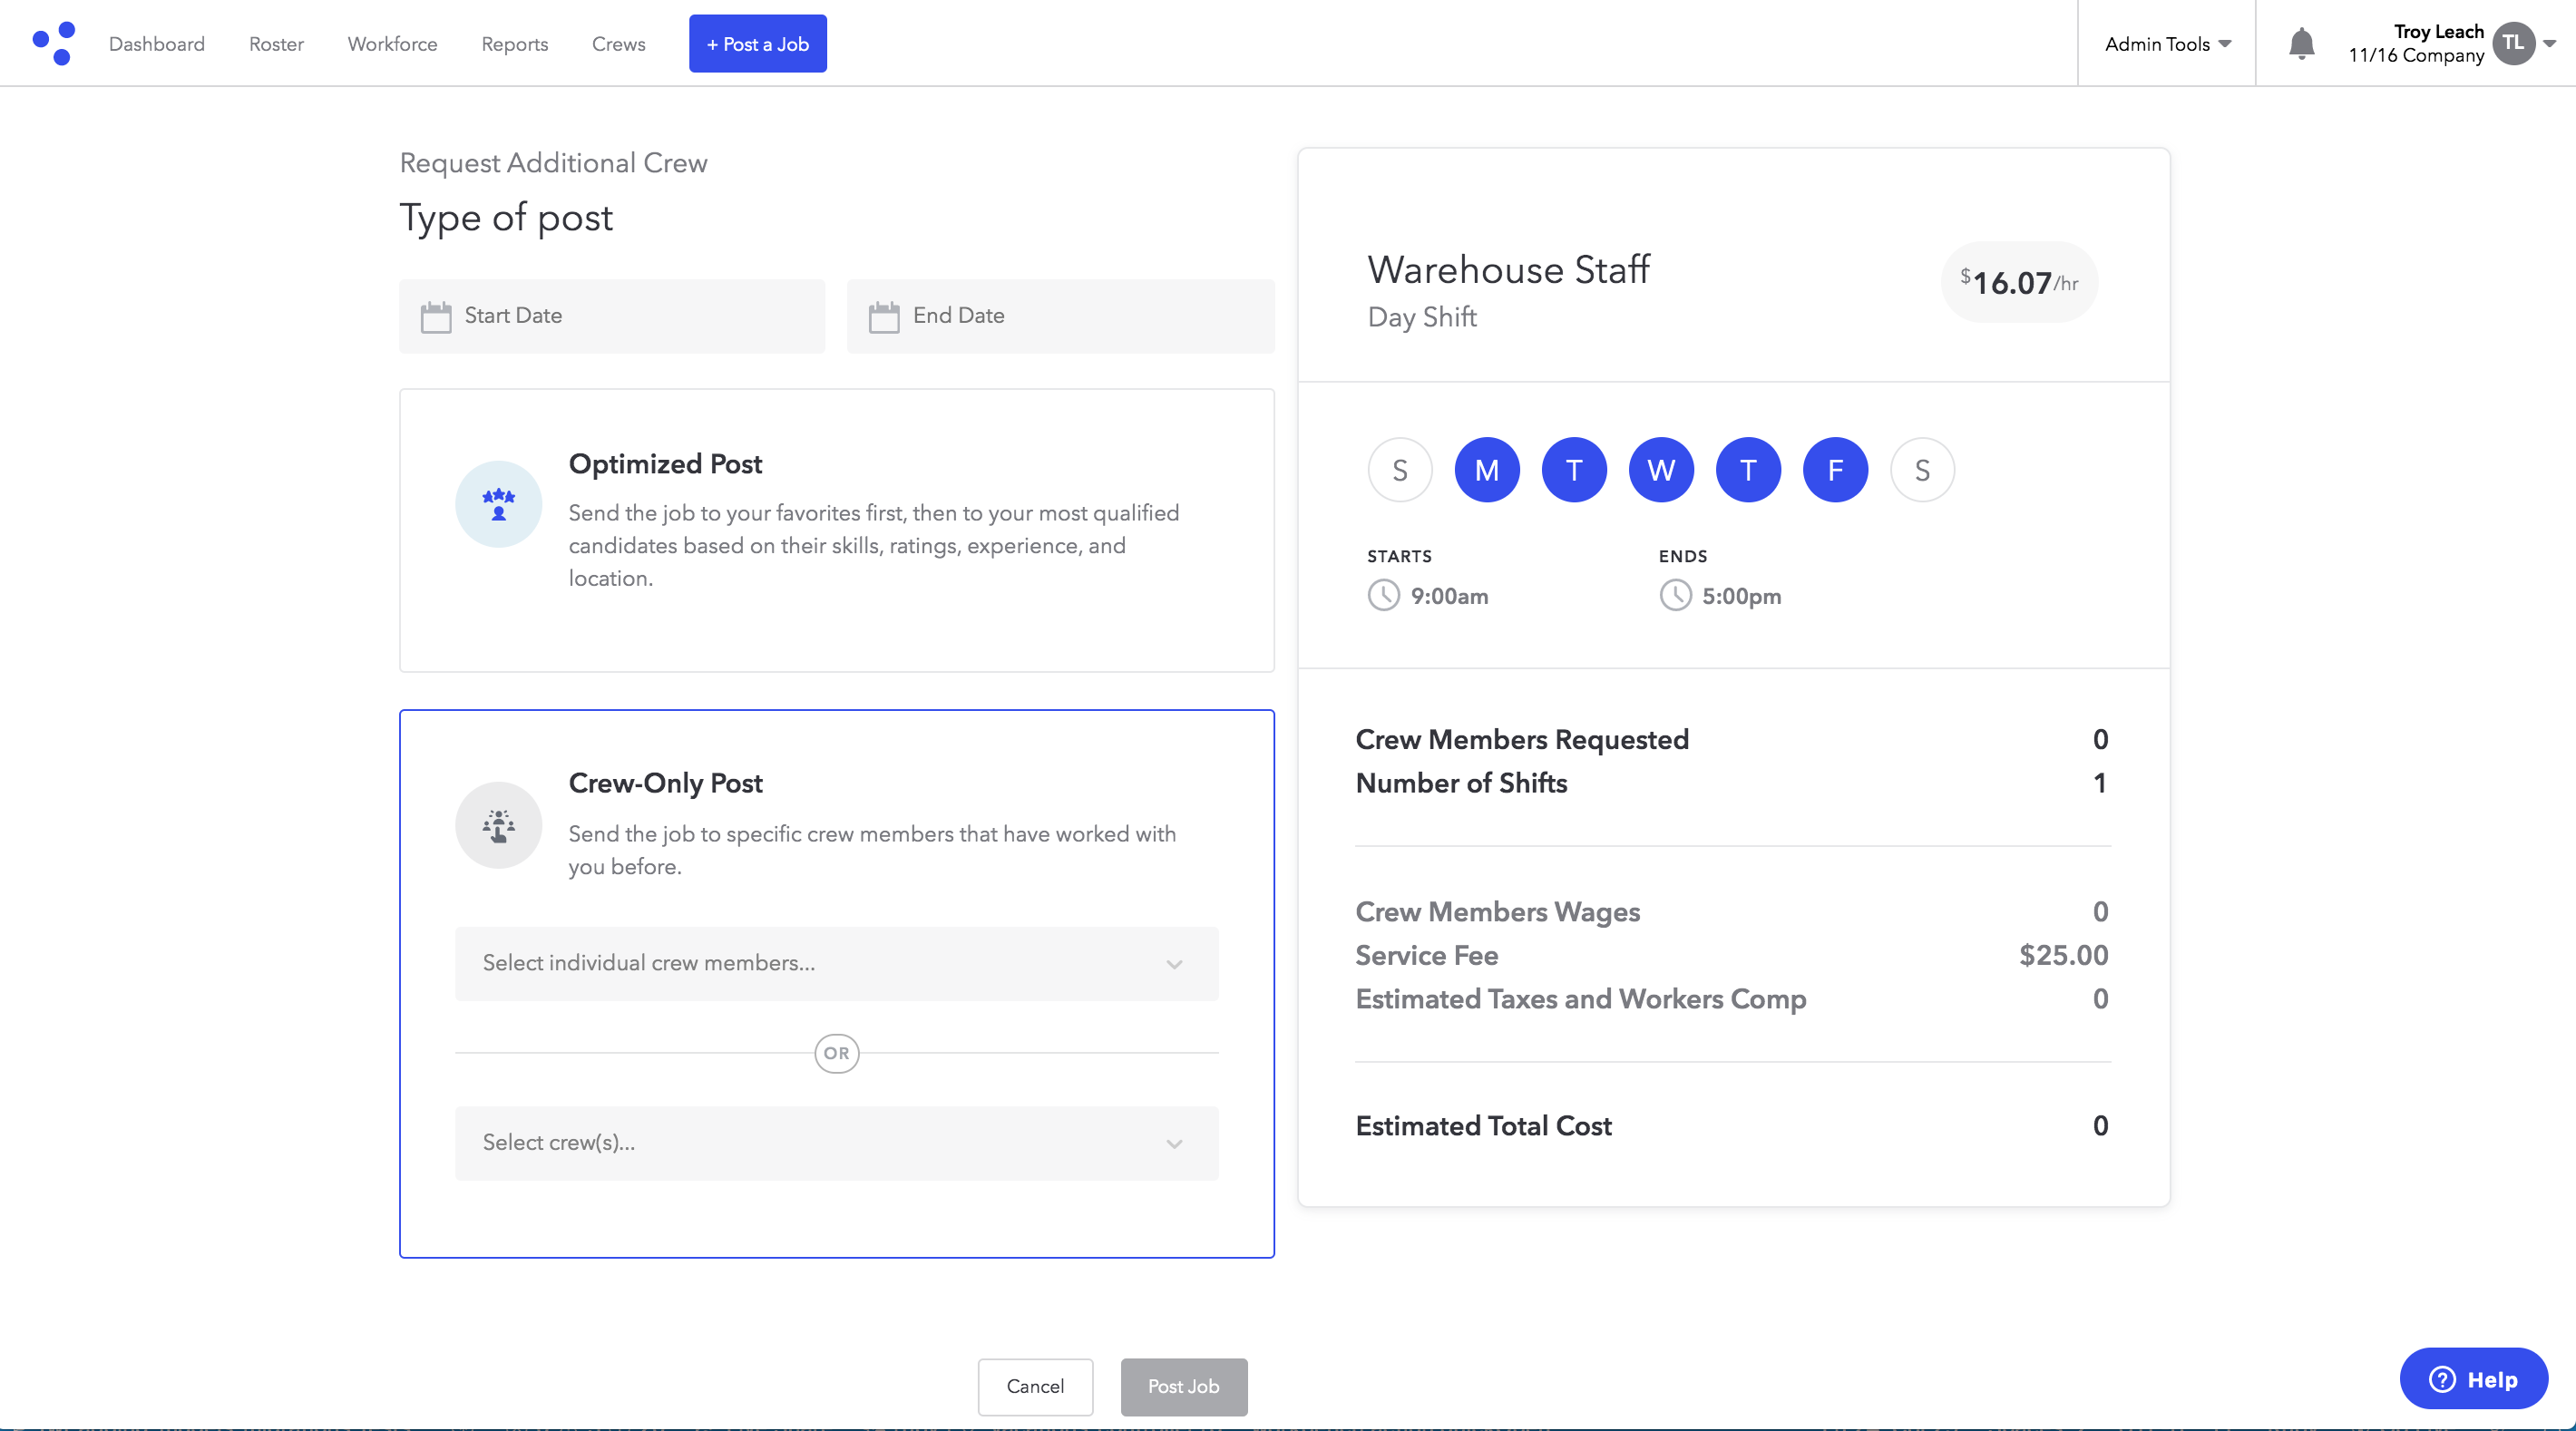 Dashboard
Roster
Workforce
Reports
Crews
+ Post a Job
Admin Tools
Troy Leach
11/16 Company
TL
Request Additional Crew
Type of post
Start Date
End Date
Optimized Post
Send the job to your favorites first, then to your most qualified
candidates based on their skills, ratings, experience, and
location.
Crew-Only Post
Send the job to specific crew members that have worked with
you before.
Select individual crew members...
OR
Select crew(s)...
Cancel
Post Job
Warehouse Staff
Day Shift
$16.07/hr
S M T W T F S
STARTS
9:00am
ENDS
5:00pm
Crew Members Requested 0
Number of Shifts 1
Crew Members Wages 0
Service Fee $25.00
Estimated Taxes and Workers Comp 0
Estimated Total Cost 0
? Help